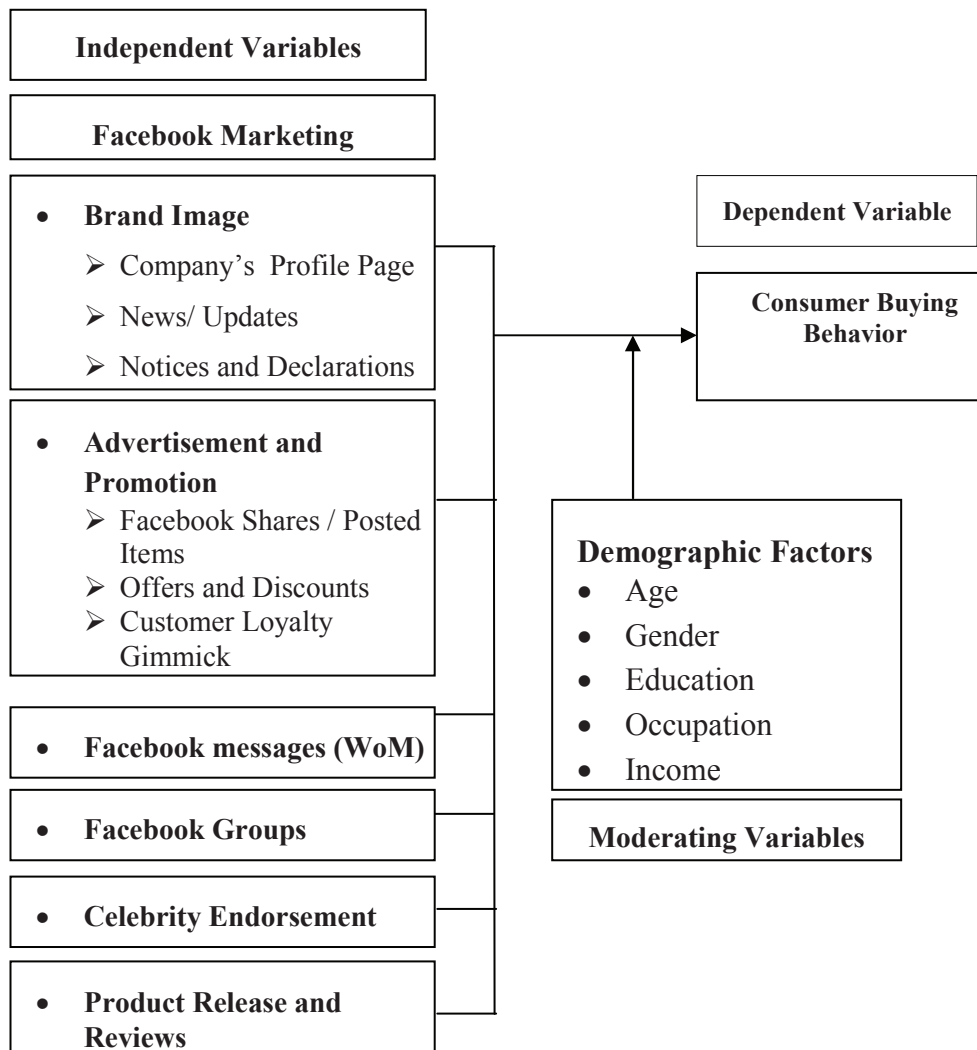 Independent Variables
Facebook Marketing
• Brand Image
➢ Company’s Profile Page
➢ News/ Updates
➢ Notices and Declarations
• Advertisement and
Promotion
➢ Facebook Shares / Posted
Items
➢ Offers and Discounts
➢ Customer Loyalty
Gimmick
• Facebook messages (WoM)
• Facebook Groups
• Celebrity Endorsement
• Product Release and
Reviews
Dependent Variable
Consumer Buying
Behavior
Demographic Factors
• Age
• Gender
• Education
• Occupation
• Income
Moderating Variables